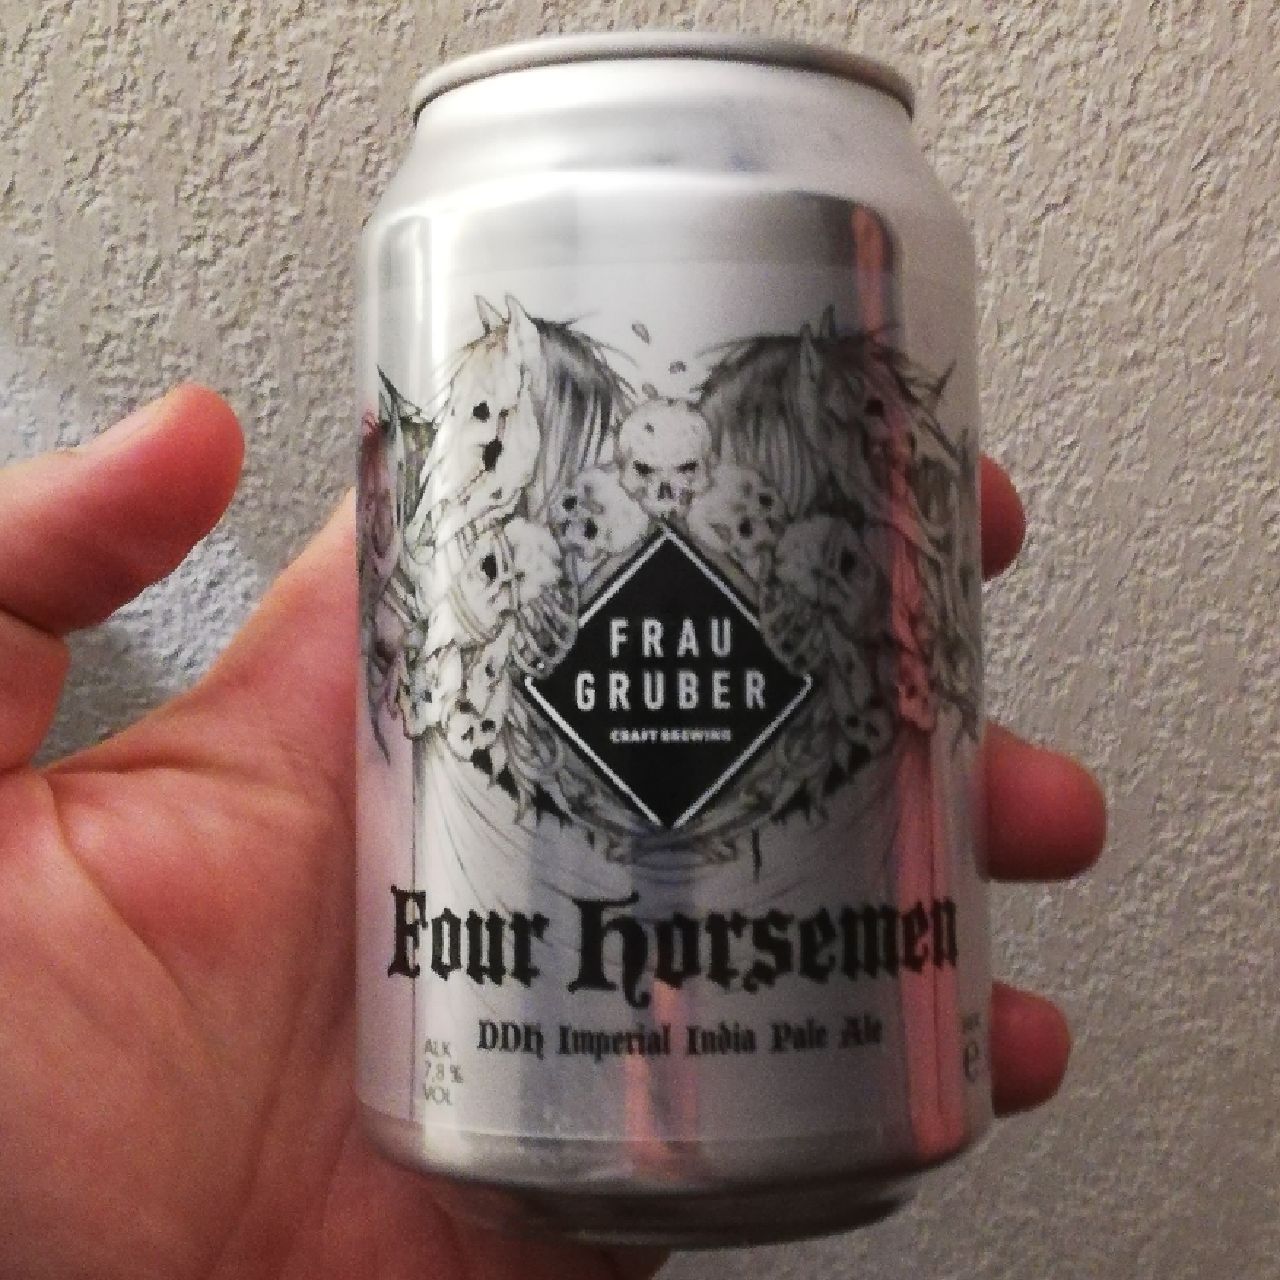 FRAU
GRUBER
CRAFT BREWING
Four Horsemen
DDH Imperial India Pale Ale
ALK
7,8 %
VOL
e